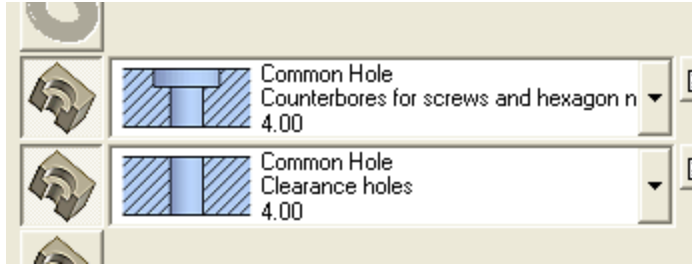 Common Hole
Counterbores for screws and hexagon n
4.00
Common Hole
Clearance holes
4.00